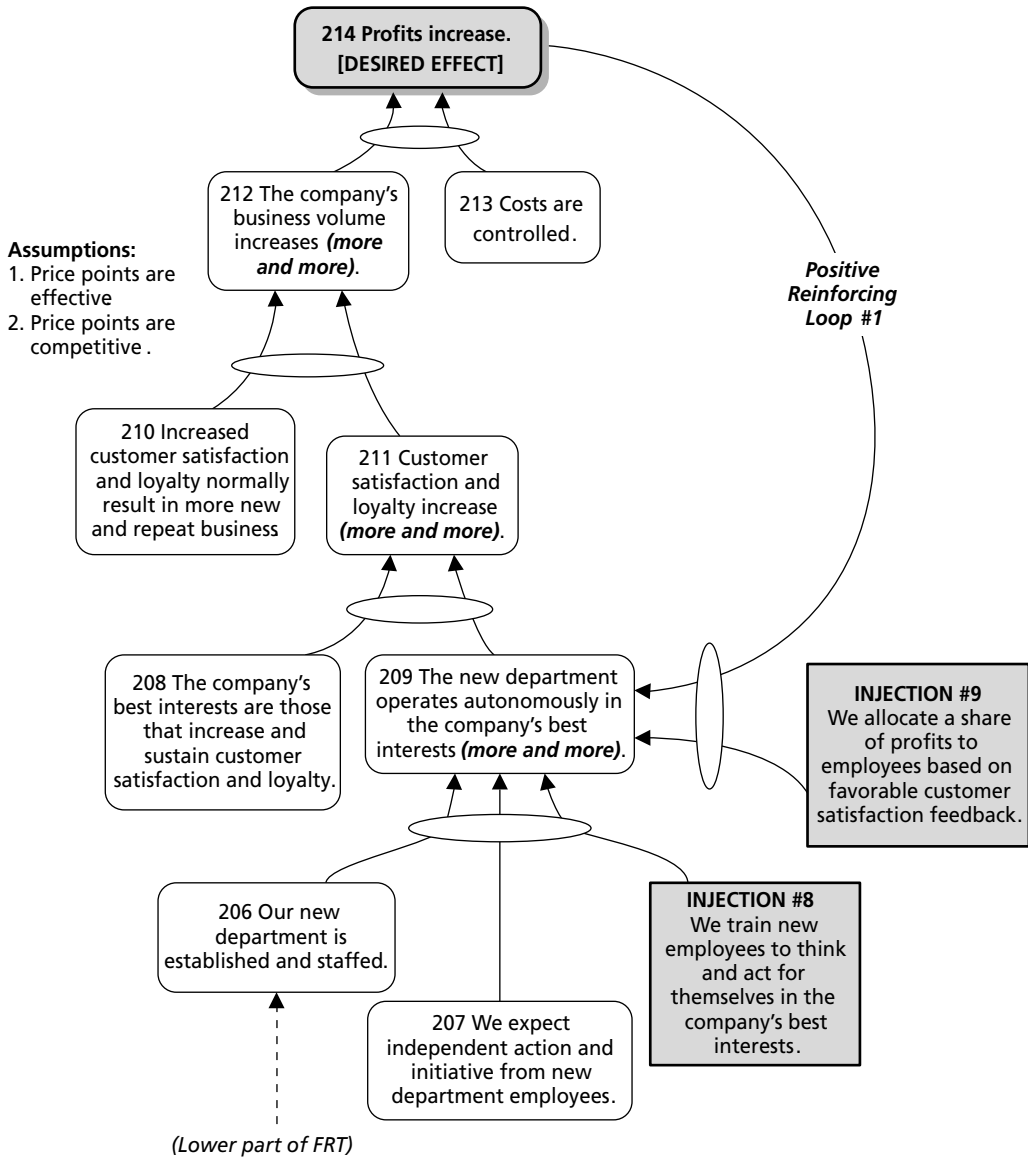 214 Profits increase.
[DESIRED EFFECT]
212 The company's
business volume
increases (more
and more).
213 Costs are
controlled.
Assumptions:
1. Price points are
effective
2. Price points are
competitive .
Positive
Reinforcing
Loop #1
210 Increased
customer satisfaction
and loyalty normally
result in more new
and repeat business
211 Customer
satisfaction and
loyalty increase
(more and more).
208 The company's
best interests are those
that increase and
sustain customer
satisfaction and loyalty.
209 The new department
operates autonomously in
the company's best
interests (more and more).
INJECTION #9
We allocate a share
of profits to
employees based on
favorable customer
satisfaction feedback.
206 Our new
department is
established and staffed.
207 We expect
independent action and
initiative from new
department employees.
INJECTION #8
We train new
employees to think
and act for
themselves in the
company's best
interests.
(Lower part of FRT)